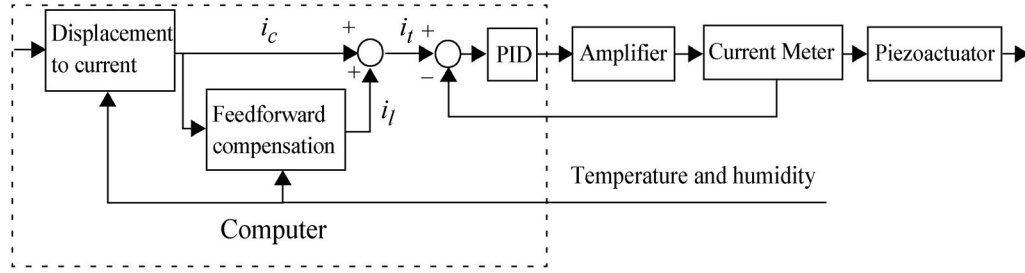 Displacement
to current
i_c
+
+
i_t
+
−
PID
Amplifier
Current Meter
Piezoactuator
Feedforward
compensation
i_l
Temperature and humidity
Computer